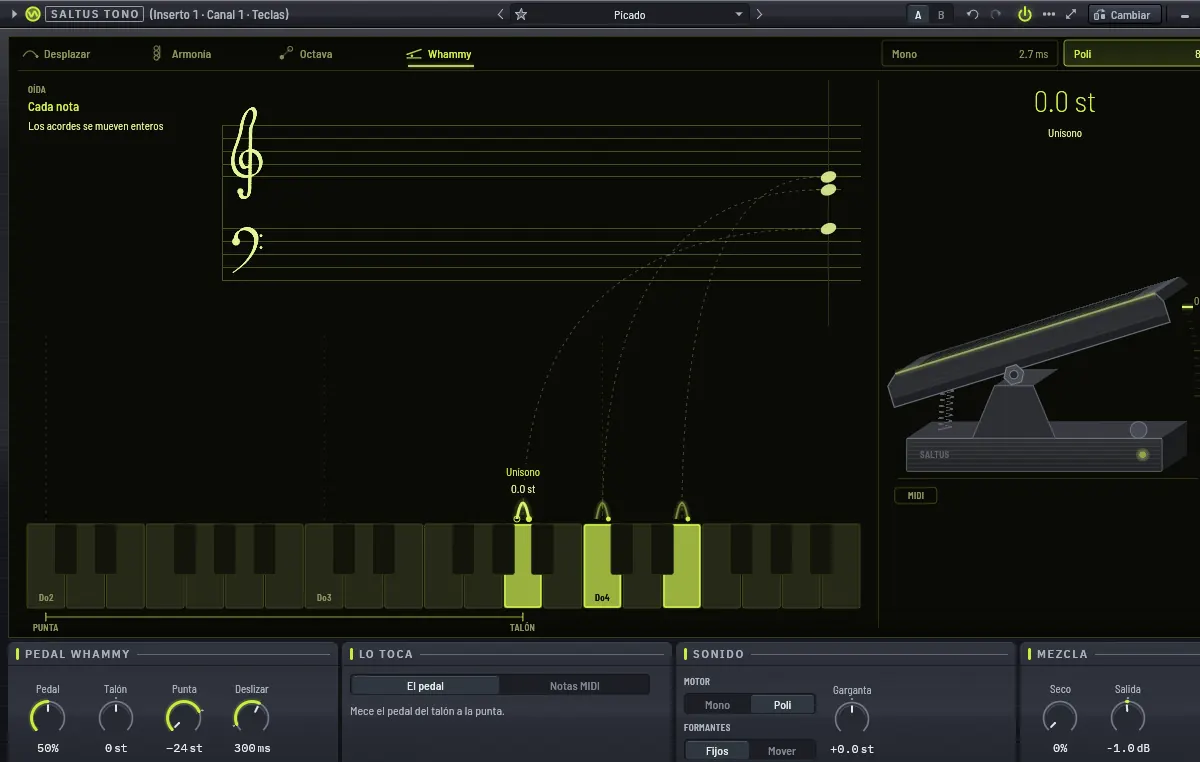 SALTUS TONO (Inserto 1 · Canal 1 · Teclas) Picado A B Cambiar
Desplazar Armonía Octava Whammy Mono 2.7 ms Poli 8
OÍDA
Cada nota
Los acordes se mueven enteros
0.0 st
Unísono
0
SALTUS
Unísono
0.0 st
MIDI
Do2 Do3 Do4
PUNTA TALÓN
PEDAL WHAMMY
Pedal Talón Punta Deslizar
50% 0 st −24 st 300 ms
LO TOCA
El pedal Notas MIDI
Mece el pedal del talón a la punta.
SONIDO
MOTOR
Mono Poli
FORMANTES
Fijos Mover
Garganta
+0.0 st
MEZCLA
Seco Salida
0% -1.0 dB